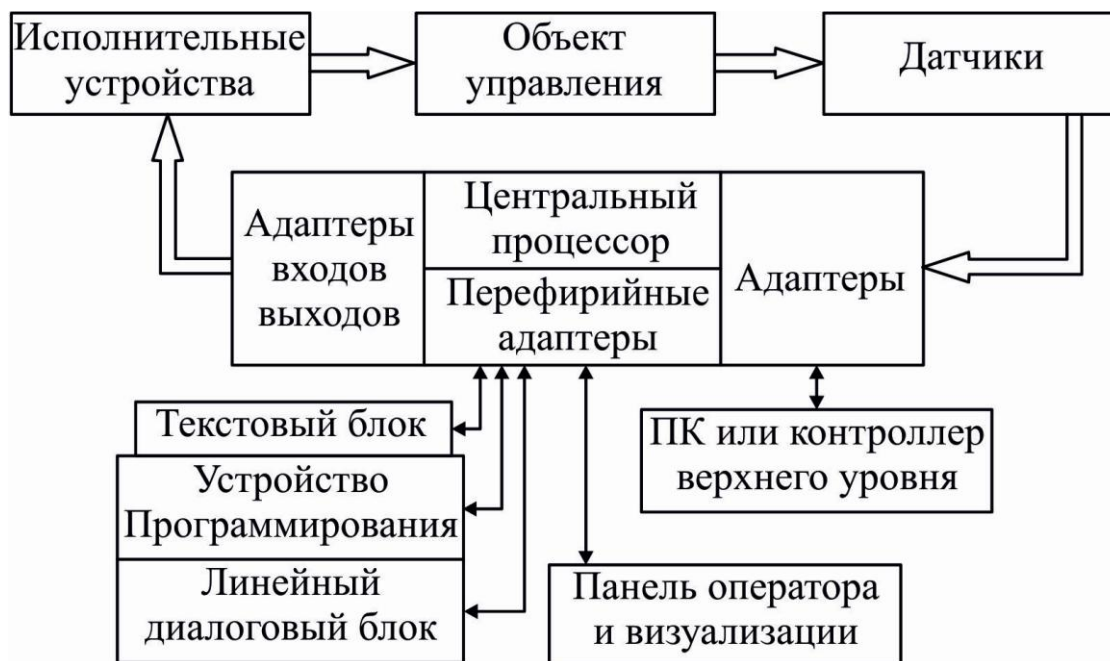 Исполнительные
устройства
Объект
управления
Датчики
Адаптеры
входов
выходов
Центральный
процессор
Перефирийные
адаптеры
Адаптеры
Текстовый блок
Устройство
Программирования
Линейный
диалоговый блок
ПК или контроллер
верхнего уровня
Панель оператора
и визуализации